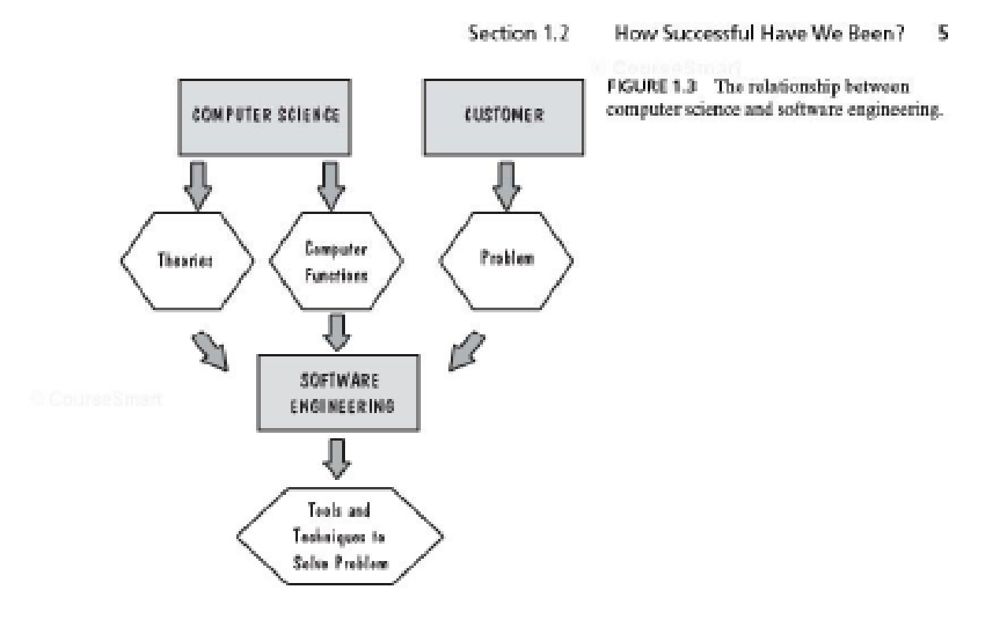 Section 1.2 How Successful Have We Been? 5
© CourseSmart
FIGURE 1.3 The relationship between
computer science and software engineering.
COMPUTER SCIENCE
CUSTOMER
Theories
Computer
Functions
Problem
SOFTWARE
ENGINEERING
© CourseSmart
Tools and
Techniques to
Solve Problem